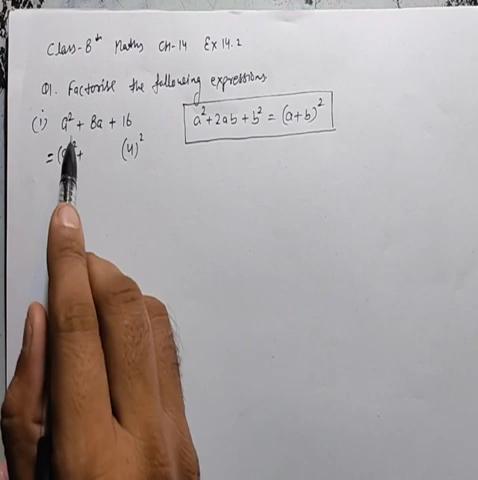 Class-8th Maths CH-14 Ex 14.2
Q1. Factorise the following expressions
(i) a² + 8a + 16
a² + 2ab + b² = (a+b)²
= (a)² + (4)²